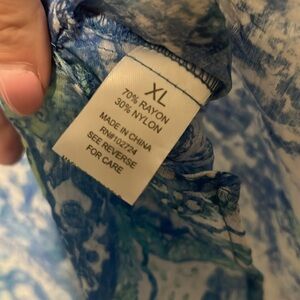 XL
70% RAYON
30% NYLON
MADE IN CHINA
RN#102724
SEE REVERSE
FOR CARE